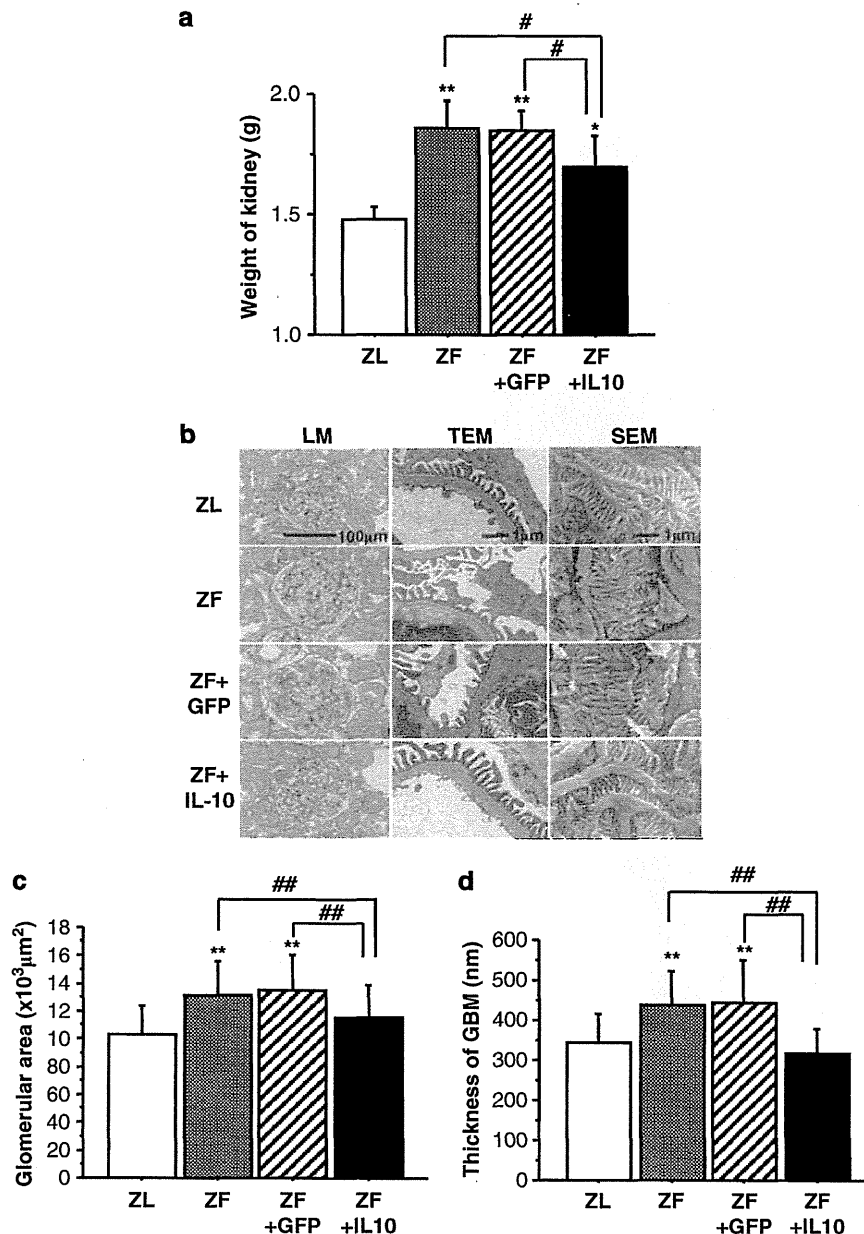 a
#
#
** ** *
2.0
1.5
1.0
Weight of kidney (g)
ZL ZF ZF +GFP ZF +IL10
b
LM TEM SEM
ZL
100μm 1μm 1μm
ZF
ZF+
GFP
ZF+
IL-10
c
##
##
** **
18
16
14
12
10
80
60
40
20
0
Glomerular area (x10³μm²)
ZL ZF ZF +GFP ZF +IL10
d
##
##
** **
600
500
400
300
200
100
0
Thickness of GBM (nm)
ZL ZF ZF +GFP ZF +IL10